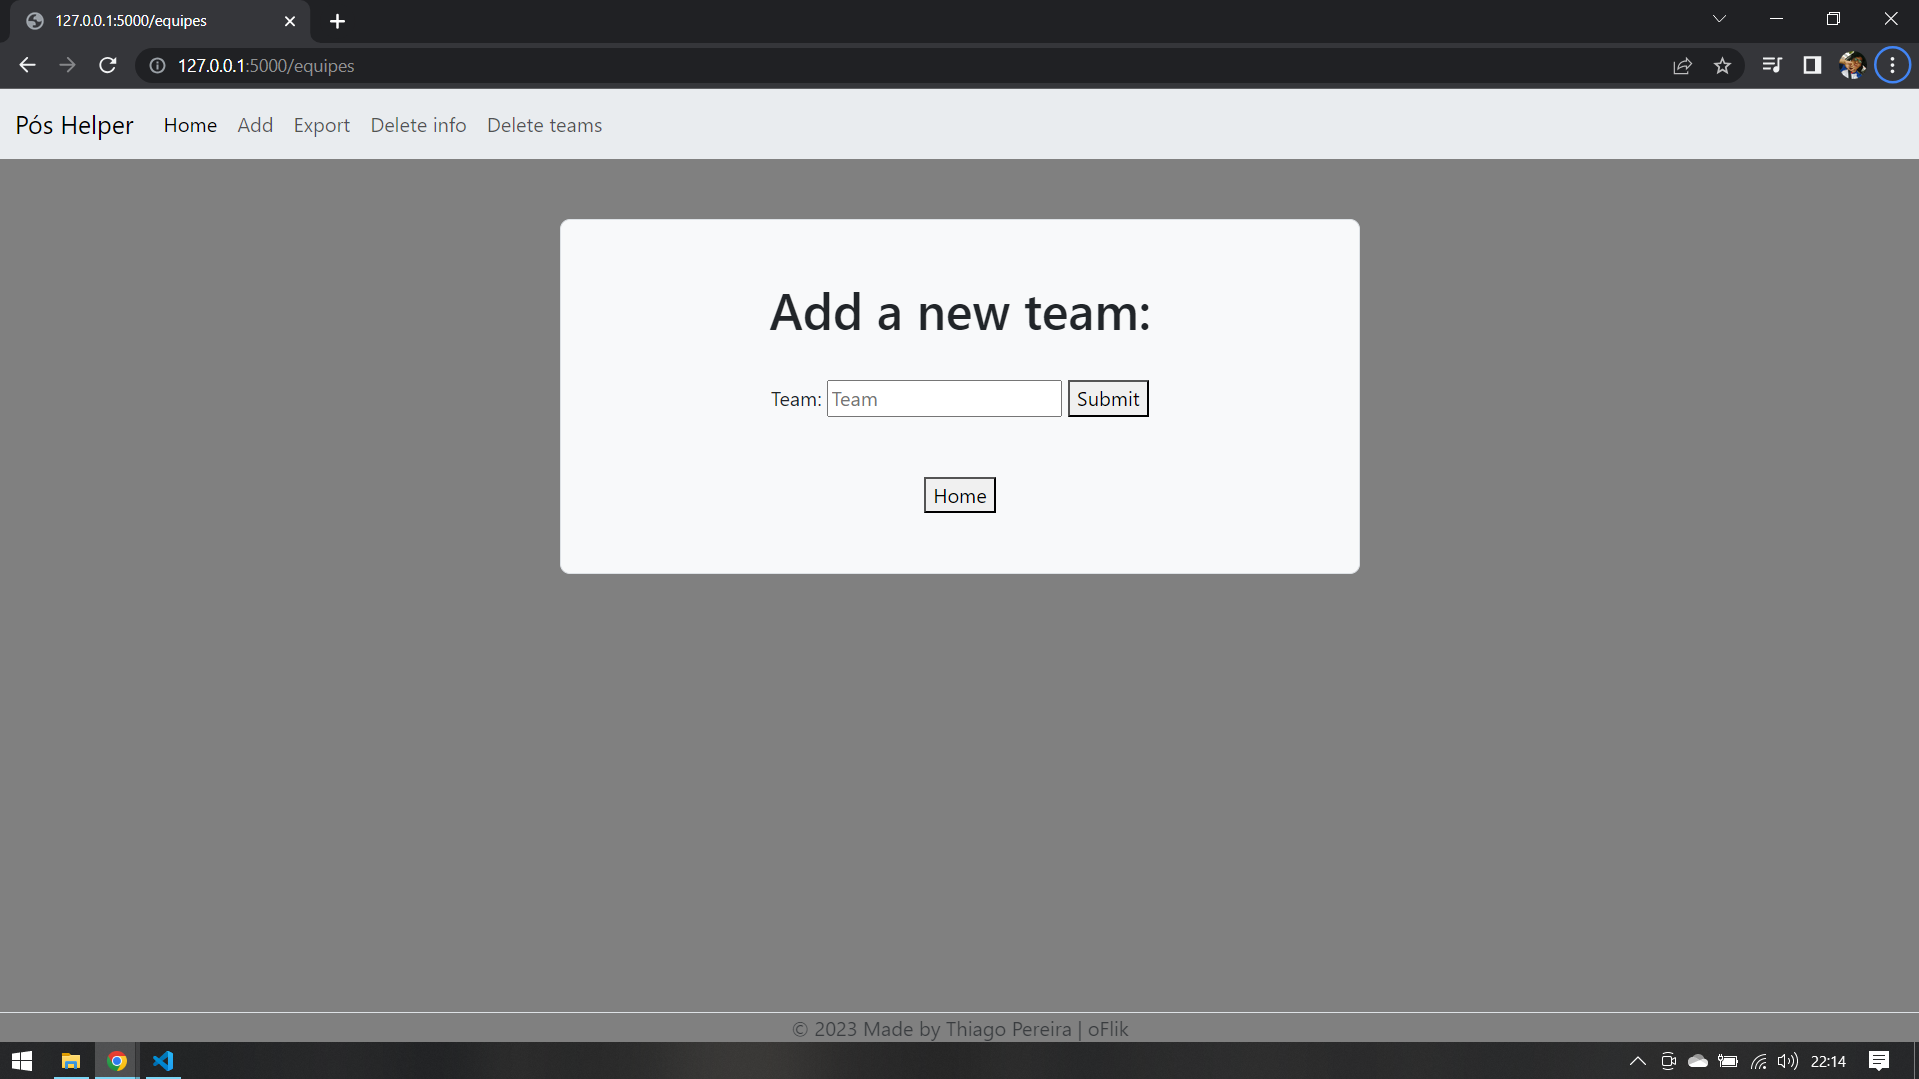 127.0.0.1:5000/equipes
127.0.0.1:5000/equipes
Pós Helper Home Add Export Delete info Delete teams
Add a new team:
Team: Team Submit
Home
© 2023 Made by Thiago Pereira | oFlik
22:14